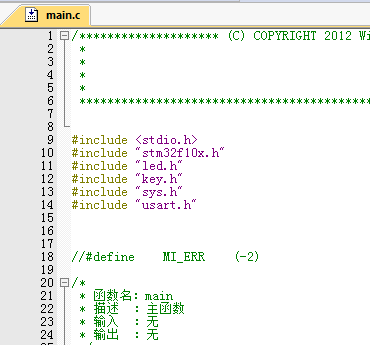 main.c
1 /******************** (C) COPYRIGHT 2012
2 *
3 *
4 *
5 *
6 ********************************************
7
8
9 #include <stdio.h>
10 #include "stm32f10x.h"
11 #include "led.h"
12 #include "key.h"
13 #include "sys.h"
14 #include "usart.h"
15
16
17
18 //#define MI_ERR (-2)
19
20 /*
21 * 函数名: main
22 * 描述 : 主函数
23 * 输入 : 无
24 * 输出 : 无